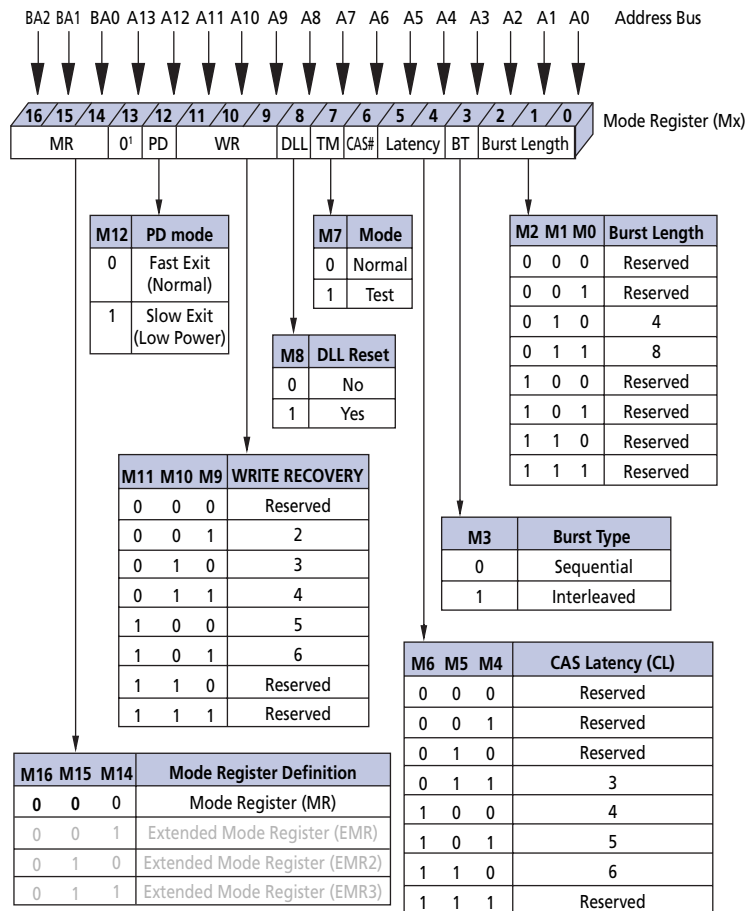 BA2 BA1 BA0 A13 A12 A11 A10 A9 A8 A7 A6 A5 A4 A3 A2 A1 A0 Address Bus
16 15 14 13 12 11 10 9 8 7 6 5 4 3 2 1 0 Mode Register (Mx)
MR 0¹ PD WR DLL TM CAS# Latency BT Burst Length
M12 PD mode
0 Fast Exit
(Normal)
1 Slow Exit
(Low Power)
M7 Mode
0 Normal
1 Test
M2 M1 M0 Burst Length
0 0 0 Reserved
0 0 1 Reserved
0 1 0 4
0 1 1 8
1 0 0 Reserved
1 0 1 Reserved
1 1 0 Reserved
1 1 1 Reserved
M8 DLL Reset
0 No
1 Yes
M11 M10 M9 WRITE RECOVERY
0 0 0 Reserved
0 0 1 2
0 1 0 3
0 1 1 4
1 0 0 5
1 0 1 6
1 1 0 Reserved
1 1 1 Reserved
M3 Burst Type
0 Sequential
1 Interleaved
M6 M5 M4 CAS Latency (CL)
0 0 0 Reserved
0 0 1 Reserved
0 1 0 Reserved
0 1 1 3
1 0 0 4
1 0 1 5
1 1 0 6
1 1 1 Reserved
M16 M15 M14 Mode Register Definition
0 0 0 Mode Register (MR)
0 0 1 Extended Mode Register (EMR)
0 1 0 Extended Mode Register (EMR2)
0 1 1 Extended Mode Register (EMR3)